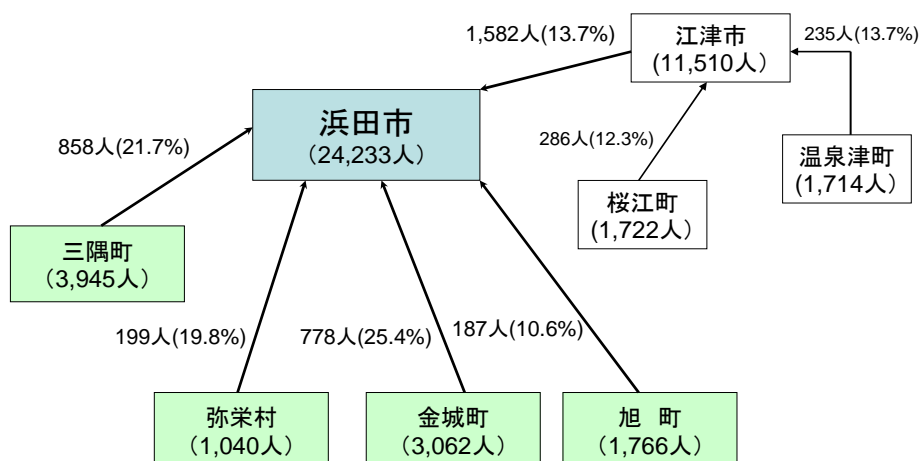 1,582人(13.7%)
江津市
(11,510人)
235人(13.7%)
浜田市
（24,233人）
858人(21.7%)
286人(12.3%)
温泉津町
(1,714人）
桜江町
(1,722人）
三隅町
（3,945人）
199人(19.8%)
778人(25.4%)
187人(10.6%)
弥栄村
（1,040人）
金城町
（3,062人）
旭　町
（1,766人）